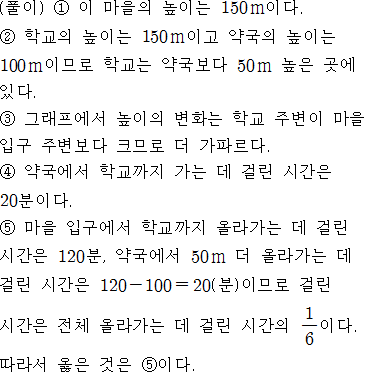 (풀이) ① 이 마을의 높이는 150m이다.
② 학교의 높이는 150m이고 약국의 높이는
100m이므로 학교는 약국보다 50m 높은 곳에
있다.
③ 그래프에서 높이의 변화는 학교 주변이 마을
입구 주변보다 크므로 더 가파르다.
④ 약국에서 학교까지 가는 데 걸린 시간은
20분이다.
⑤ 마을 입구에서 학교까지 올라가는 데 걸린
시간은 120분, 약국에서 50m 더 올라가는 데
걸린 시간은 120-100=20(분)이므로 걸린
시간은 전체 올라가는 데 걸린 시간의 1/6이다.
따라서 옳은 것은 ⑤이다.